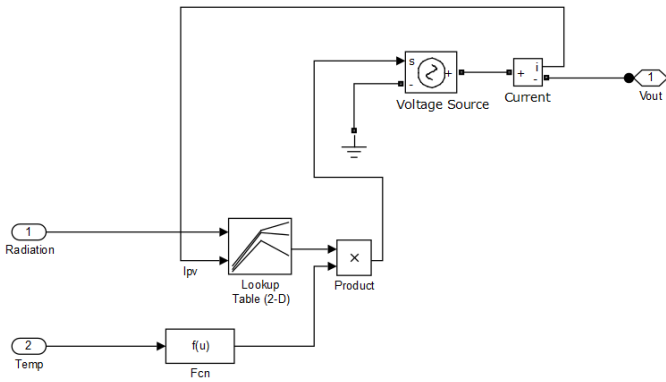 s
+
-
Voltage Source
+
i
-
Current
1
Vout
1
Radiation
Ipv
Lookup
Table (2-D)
×
Product
2
Temp
f(u)
Fcn